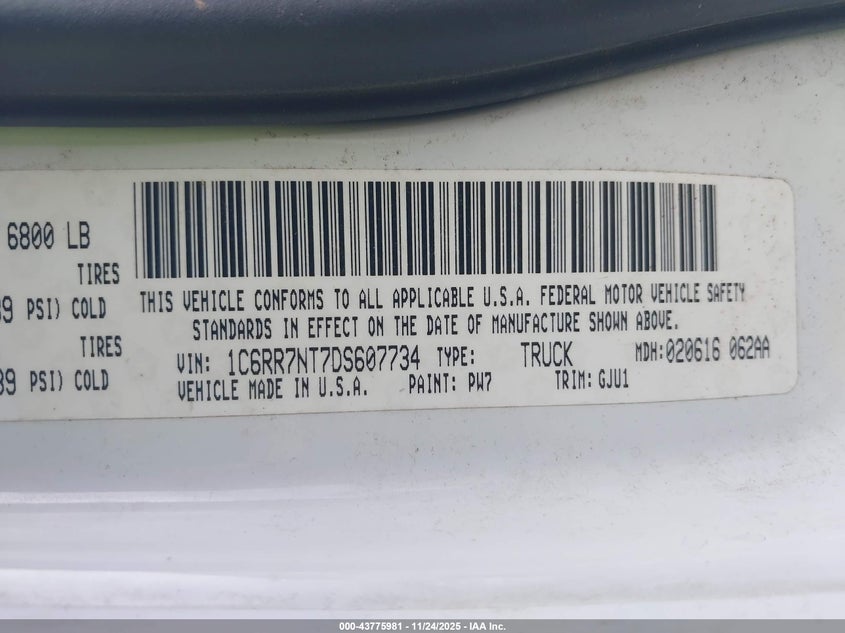 6800 LB
TIRES
39 PSI) COLD
TIRES
39 PSI) COLD
THIS VEHICLE CONFORMS TO ALL APPLICABLE U.S.A. FEDERAL MOTOR VEHICLE SAFETY
STANDARDS IN EFFECT ON THE DATE OF MANUFACTURE SHOWN ABOVE.
VIN: 1C6RR7NT7DS607734 TYPE: TRUCK MDH:020616 062AA
VEHICLE MADE IN U.S.A. PAINT: PW7 TRIM: GJU1
000-43775981 - 11/24/2025 - IAA Inc.